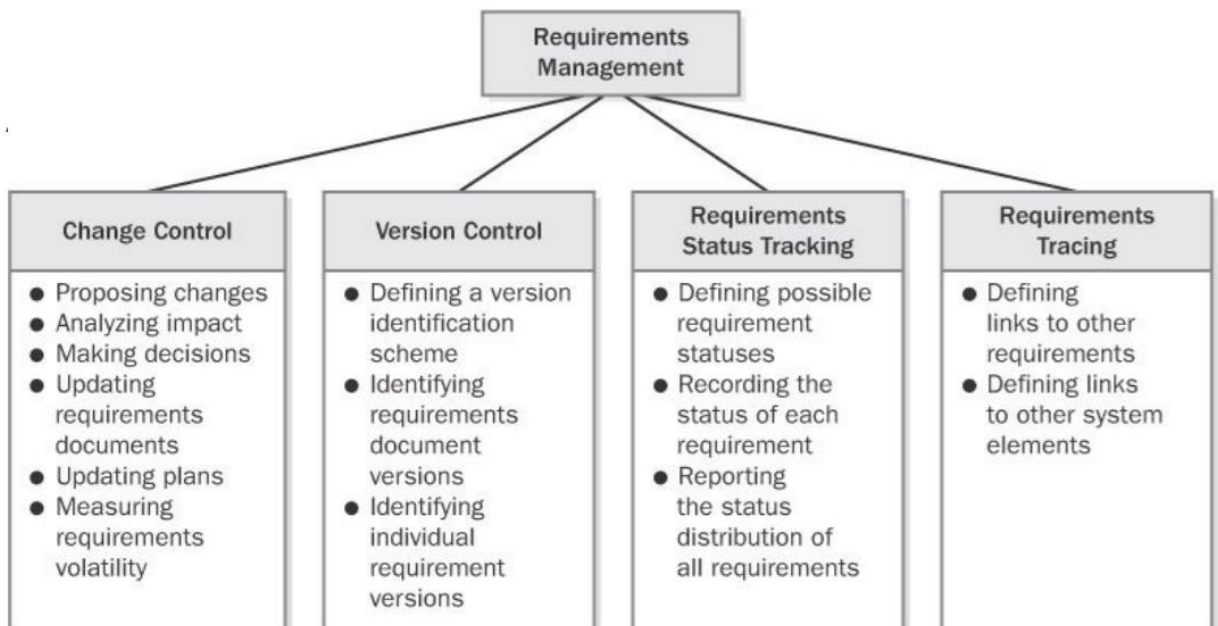 Requirements
Management
Change Control
● Proposing changes
● Analyzing impact
● Making decisions
● Updating
requirements
documents
● Updating plans
● Measuring
requirements
volatility
Version Control
● Defining a version
identification
scheme
● Identifying
requirements
document
versions
● Identifying
individual
requirement
versions
Requirements
Status Tracking
● Defining possible
requirement
statuses
● Recording the
status of each
requirement
● Reporting
the status
distribution of
all requirements
Requirements
Tracing
● Defining
links to other
requirements
● Defining links
to other system
elements